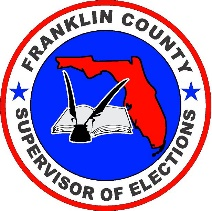 FRANKLIN COUNTY
SUPERVISOR OF ELECTIONS